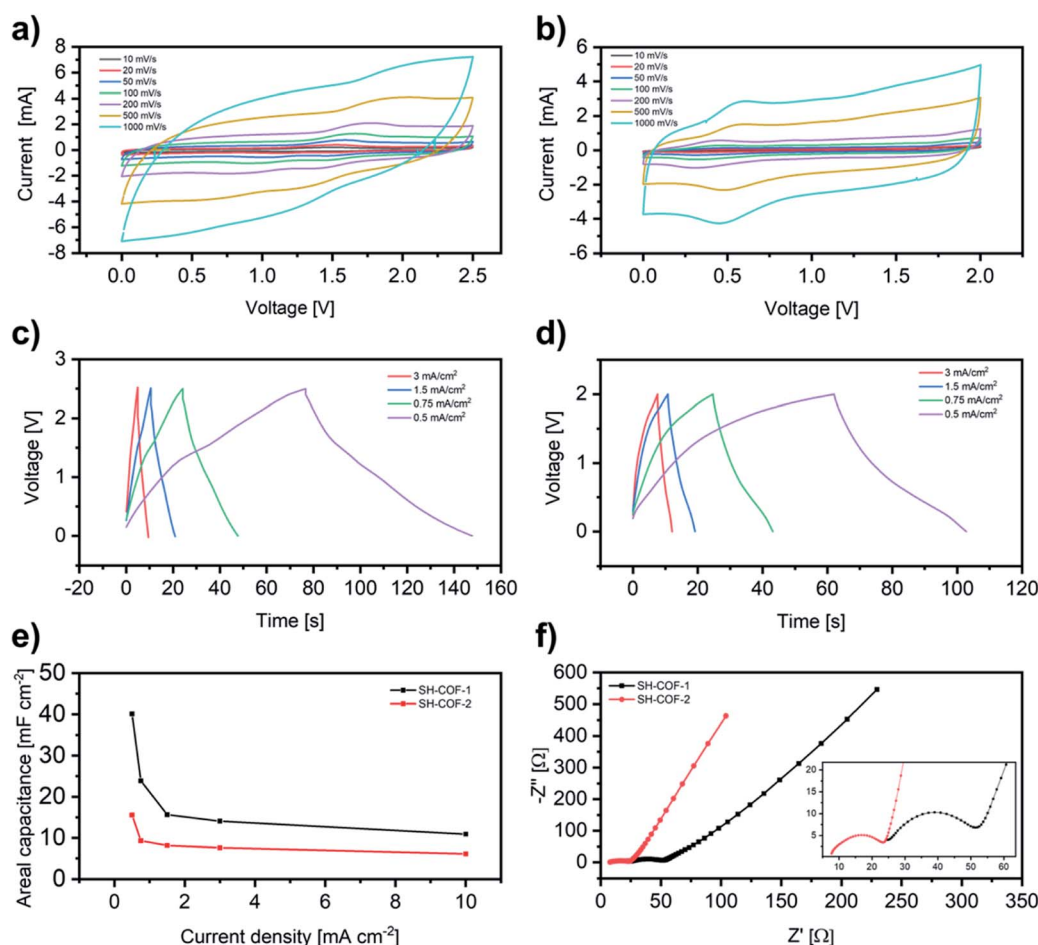 a)
8
6
4
2
0
-2
-4
-6
-8
Current [mA]
10 mV/s
20 mV/s
50 mV/s
100 mV/s
200 mV/s
500 mV/s
1000 mV/s
0.0 0.5 1.0 1.5 2.0 2.5
Voltage [V]
b)
6
4
2
0
-2
-4
-6
Current [mA]
10 mV/s
20 mV/s
50 mV/s
100 mV/s
200 mV/s
500 mV/s
1000 mV/s
0.0 0.5 1.0 1.5 2.0
Voltage [V]
c)
3
2
1
0
Voltage [V]
3 mA/cm²
1.5 mA/cm²
0.75 mA/cm²
0.5 mA/cm²
-20 0 20 40 60 80 100 120 140 160
Time [s]
d)
3
2
1
0
Voltage [V]
3 mA/cm²
1.5 mA/cm²
0.75 mA/cm²
0.5 mA/cm²
0 20 40 60 80 100 120
Time [s]
e)
50
40
30
20
10
0
Areal capacitance [mF cm⁻²]
SH-COF-1
SH-COF-2
0 2 4 6 8 10
Current density [mA cm⁻²]
f)
600
500
400
300
200
100
0
-Z" [Ω]
SH-COF-1
SH-COF-2
20
15
10
5
0
10 20 30 40 50 60
0 50 100 150 200 250 300 350
Z' [Ω]